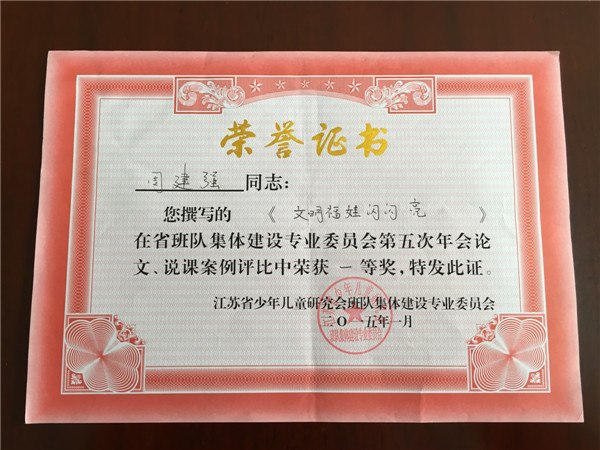 荣誉证书
周建强同志：
您撰写的《文明福娃闪闪亮》
在省班队集体建设专业委员会第五次年会论
文、说课案例评比中荣获一等奖，特发此证。
江苏省少年儿童研究会班队集体建设专业委员会
二〇一五年一月